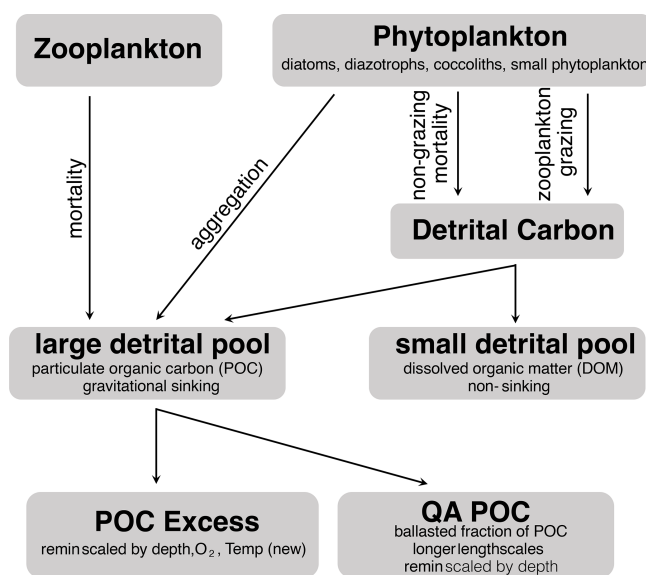 Zooplankton
Phytoplankton
diatoms, diazotrophs, coccoliths, small phytoplankton
mortality
aggregation
non-grazing
mortality
zooplankton
grazing
Detrital Carbon
large detrital pool
particulate organic carbon (POC)
gravitational sinking
small detrital pool
dissolved organic matter (DOM)
non-sinking
POC Excess
remin scaled by depth, O₂, Temp (new)
QA POC
ballasted fraction of POC
longer lengthscales
remin scaled by depth